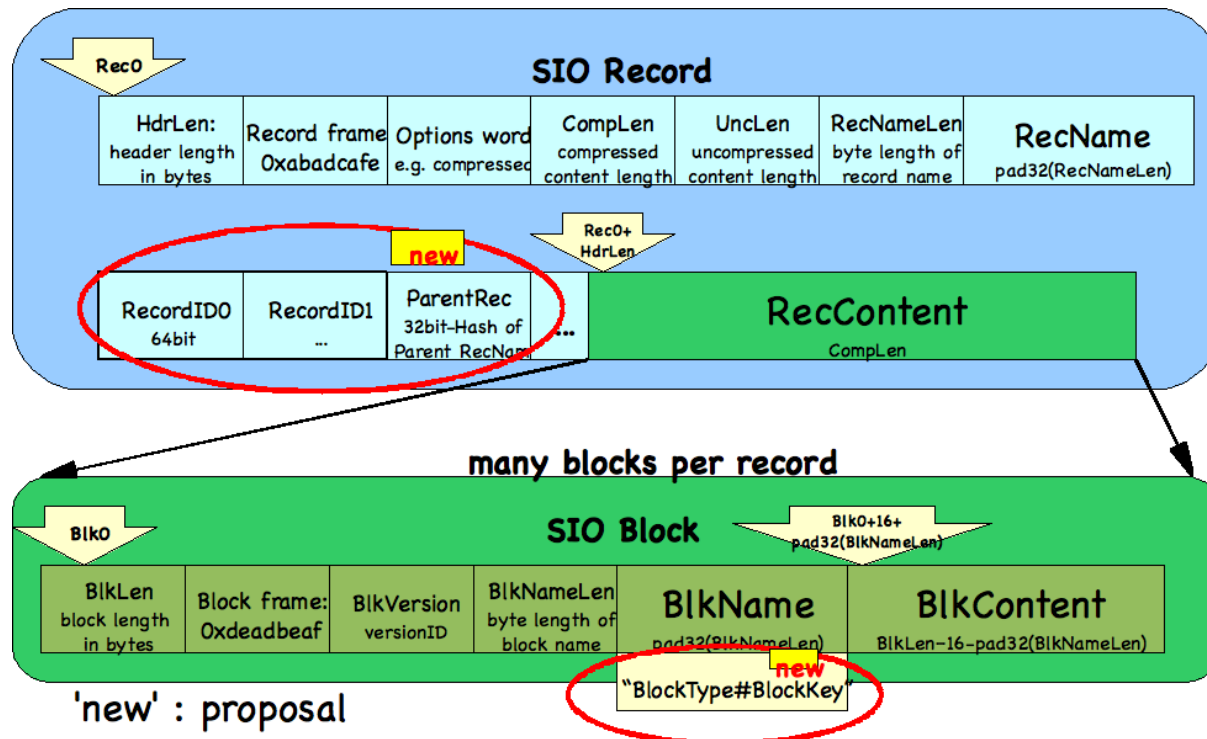 Rec0
SIO Record
HdrLen:
header length
in bytes
Record frame
0xabadcafe
Options word
e.g. compressed
CompLen
compressed
content length
UncLen
uncompressed
content length
RecNameLen
byte length of
record name
RecName
pad32(RecNameLen)
new
Rec0+
HdrLen
RecordID0
64bit
RecordID1
...
ParentRec
32bit-Hash of
Parent RecNam
...
RecContent
CompLen
many blocks per record
Blk0
SIO Block
Blk0+16+
pad32(BlkNameLen)
BlkLen
block length
in bytes
Block frame:
0xdeadbeaf
BlkVersion
versionID
BlkNameLen
byte length of
block name
BlkName
pad32(BlkNameLen)
BlkContent
BlkLen-16-pad32(BlkNameLen)
new
"BlockType#BlockKey"
'new' : proposal